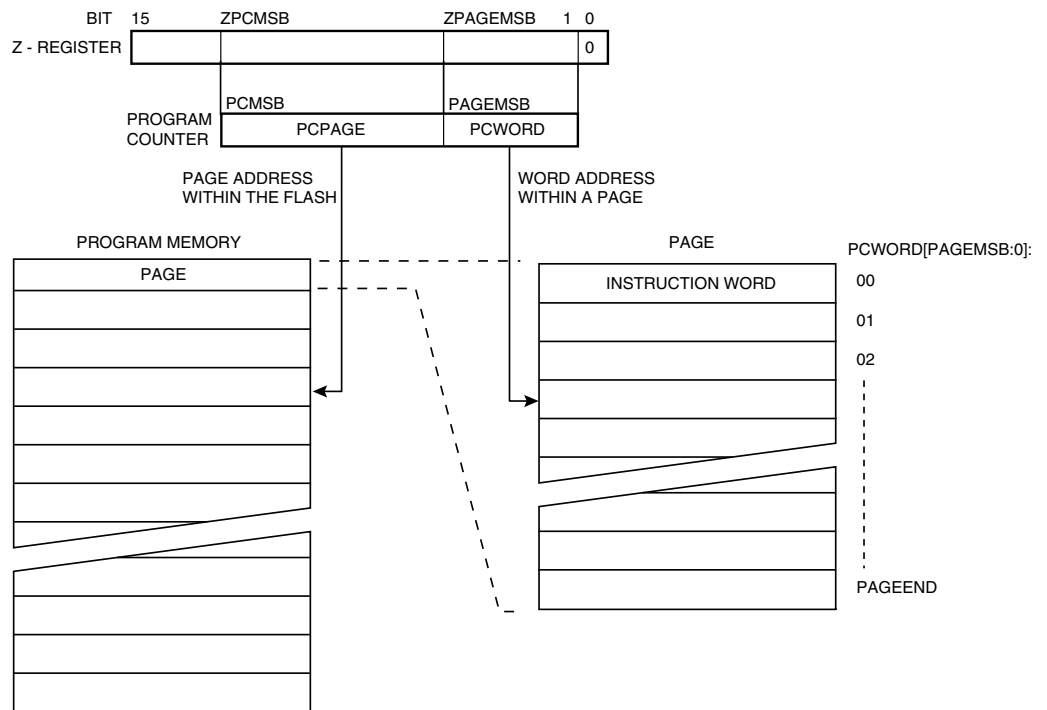 BIT 15 ZPCMSB ZPAGEMSB 1 0
Z - REGISTER 0
PCMSB PAGEMSB
PROGRAM
COUNTER
PCPAGE PCWORD
PAGE ADDRESS
WITHIN THE FLASH
WORD ADDRESS
WITHIN A PAGE
PROGRAM MEMORY
PAGE
PAGE
PCWORD[PAGEMSB:0]:
INSTRUCTION WORD
00
01
02
PAGEEND